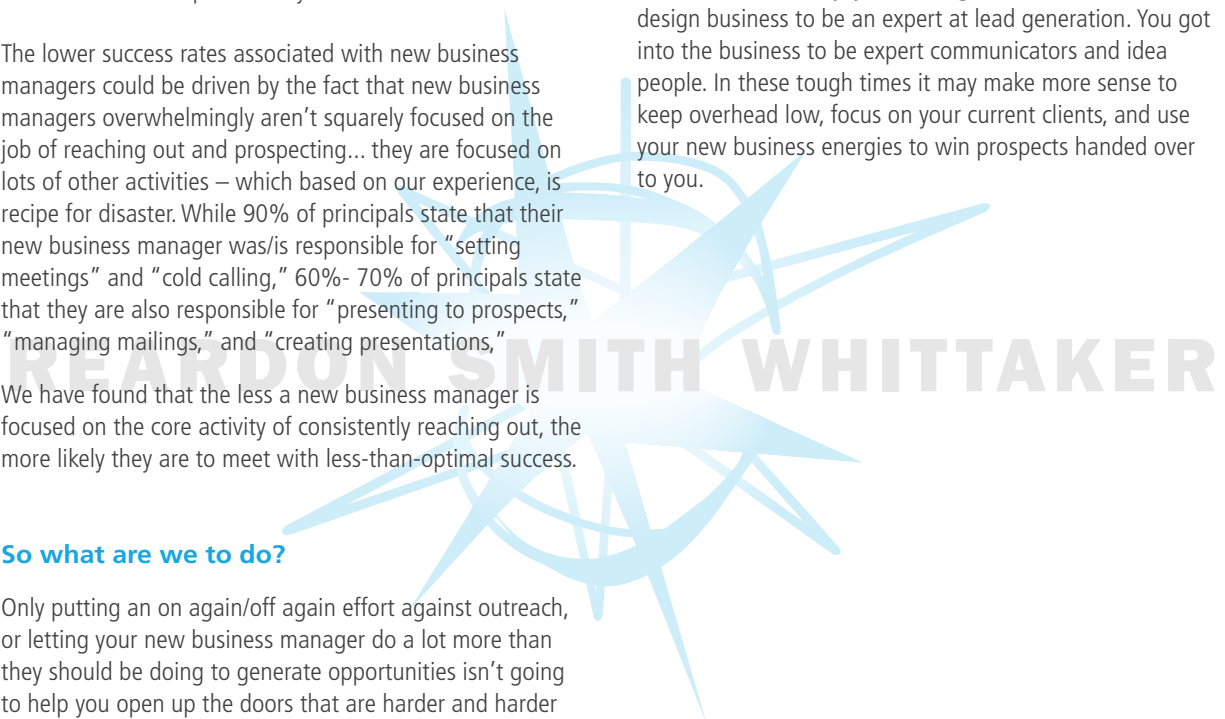 The lower success rates associated with new business
managers could be driven by the fact that new business
managers overwhelmingly aren’t squarely focused on the
job of reaching out and prospecting... they are focused on
lots of other activities – which based on our experience, is
recipe for disaster. While 90% of principals state that their
new business manager was/is responsible for “setting
meetings” and “cold calling,” 60%- 70% of principals state
that they are also responsible for “presenting to prospects,”
“managing mailings,” and “creating presentations,”
We have found that the less a new business manager is
focused on the core activity of consistently reaching out, the
more likely they are to meet with less-than-optimal success.
So what are we to do?
Only putting an on again/off again effort against outreach,
or letting your new business manager do a lot more than
they should be doing to generate opportunities isn’t going
to help you open up the doors that are harder and harder
design business to be an expert at lead generation. You got
into the business to be expert communicators and idea
people. In these tough times it may make more sense to
keep overhead low, focus on your current clients, and use
your new business energies to win prospects handed over
to you.
REARDON SMITH WHITTAKER